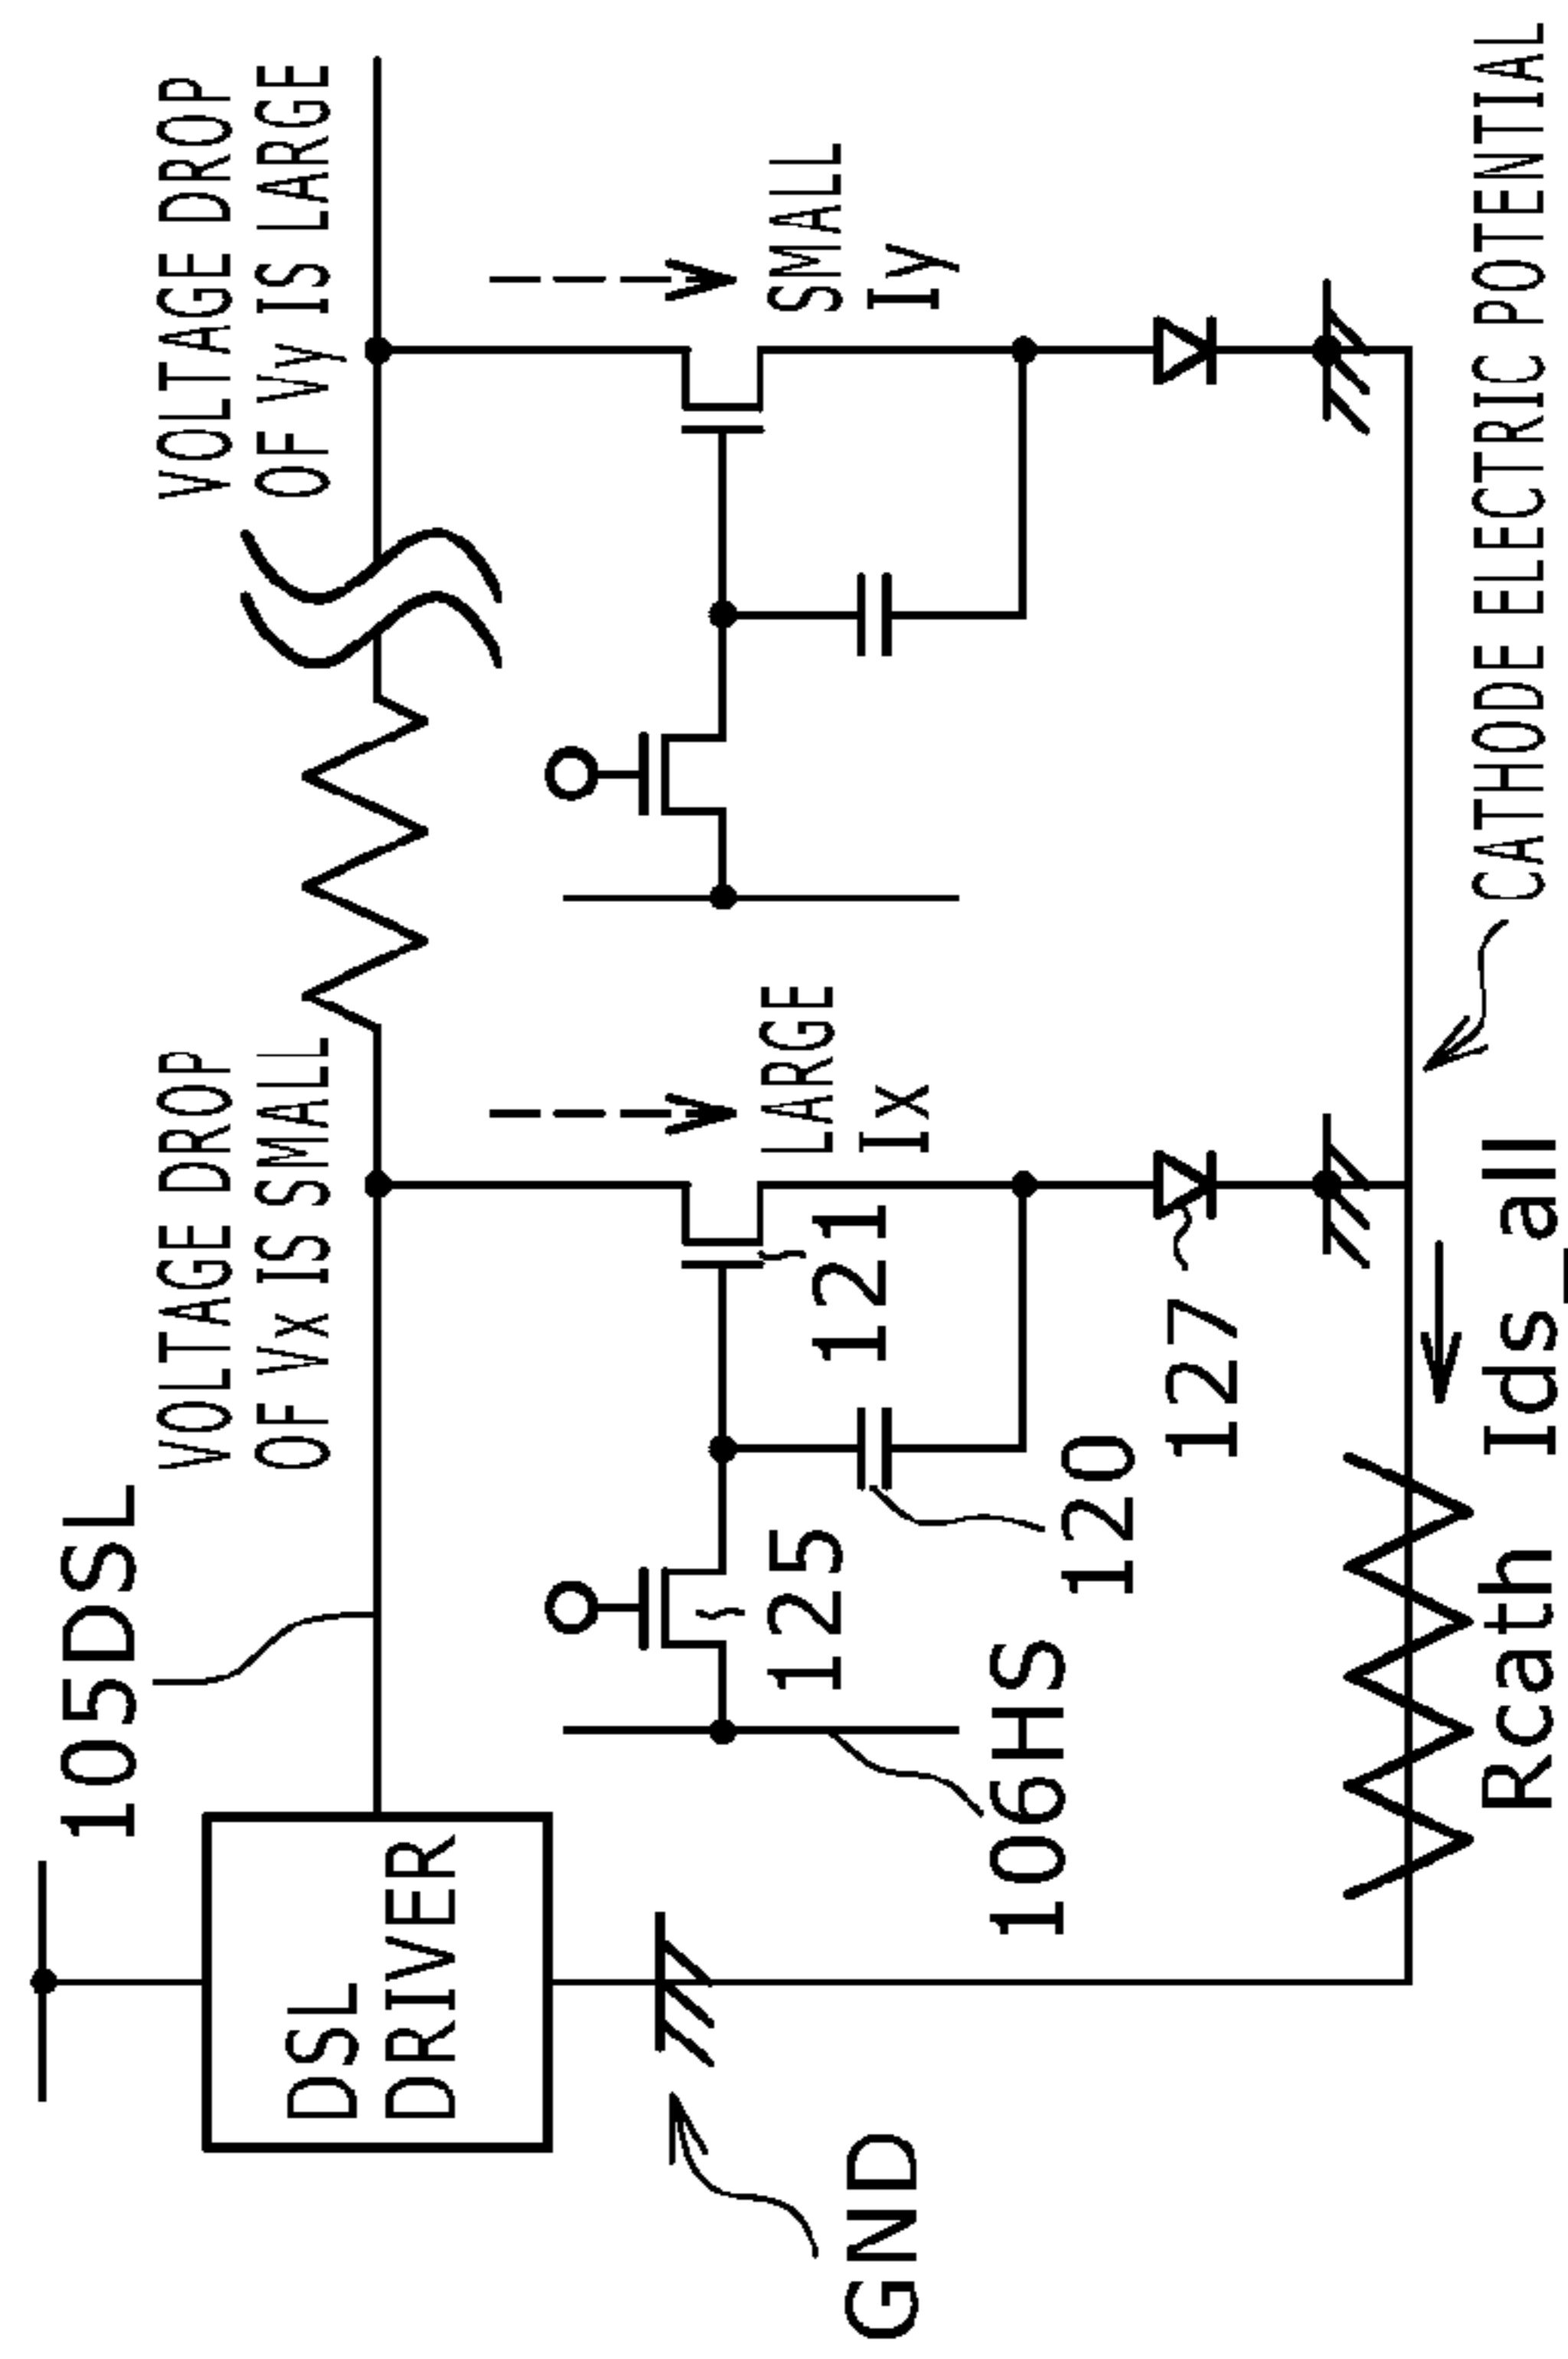 105DSL
VOLTAGE DROP
OF Vx IS SMALL
VOLTAGE DROP
OF Vy IS LARGE
DSL
DRIVER
LARGE
Ix
SMALL
Iy
125
121
120
106HS
127
GND
Rcath
Ids_all
CATHODE ELECTRIC POTENTIAL